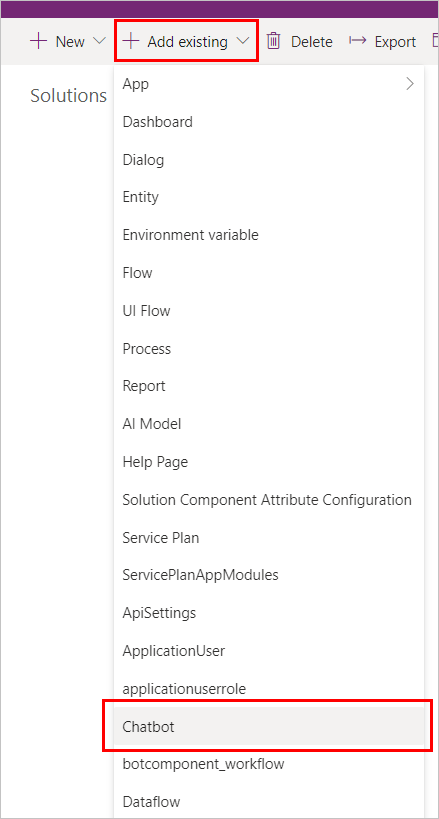 New Add existing Delete Export
Solutions
App
Dashboard
Dialog
Entity
Environment variable
Flow
UI Flow
Process
Report
AI Model
Help Page
Solution Component Attribute Configuration
Service Plan
ServicePlanAppModules
ApiSettings
ApplicationUser
applicationuserrole
Chatbot
botcomponent_workflow
Dataflow